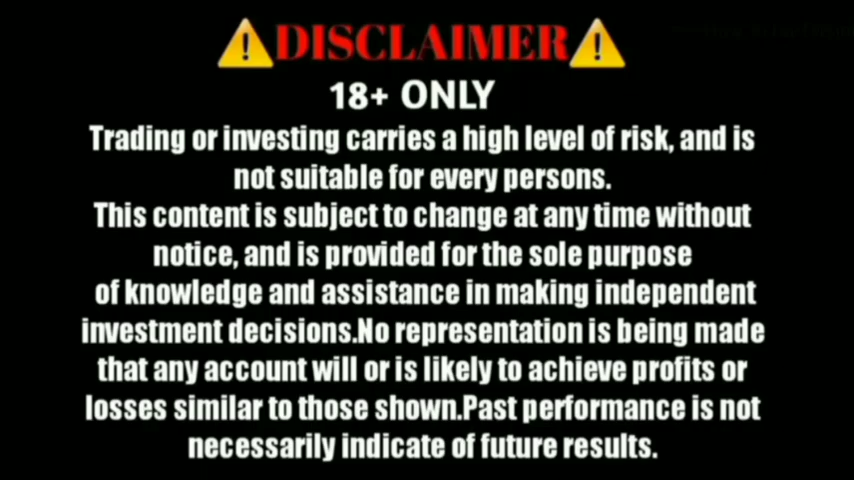 ⚠DISCLAIMER⚠
18+ ONLY
Trading or investing carries a high level of risk, and is
not suitable for every persons.
This content is subject to change at any time without
notice, and is provided for the sole purpose
of knowledge and assistance in making independent
investment decisions.No representation is being made
that any account will or is likely to achieve profits or
losses similar to those shown.Past performance is not
necessarily indicate of future results.